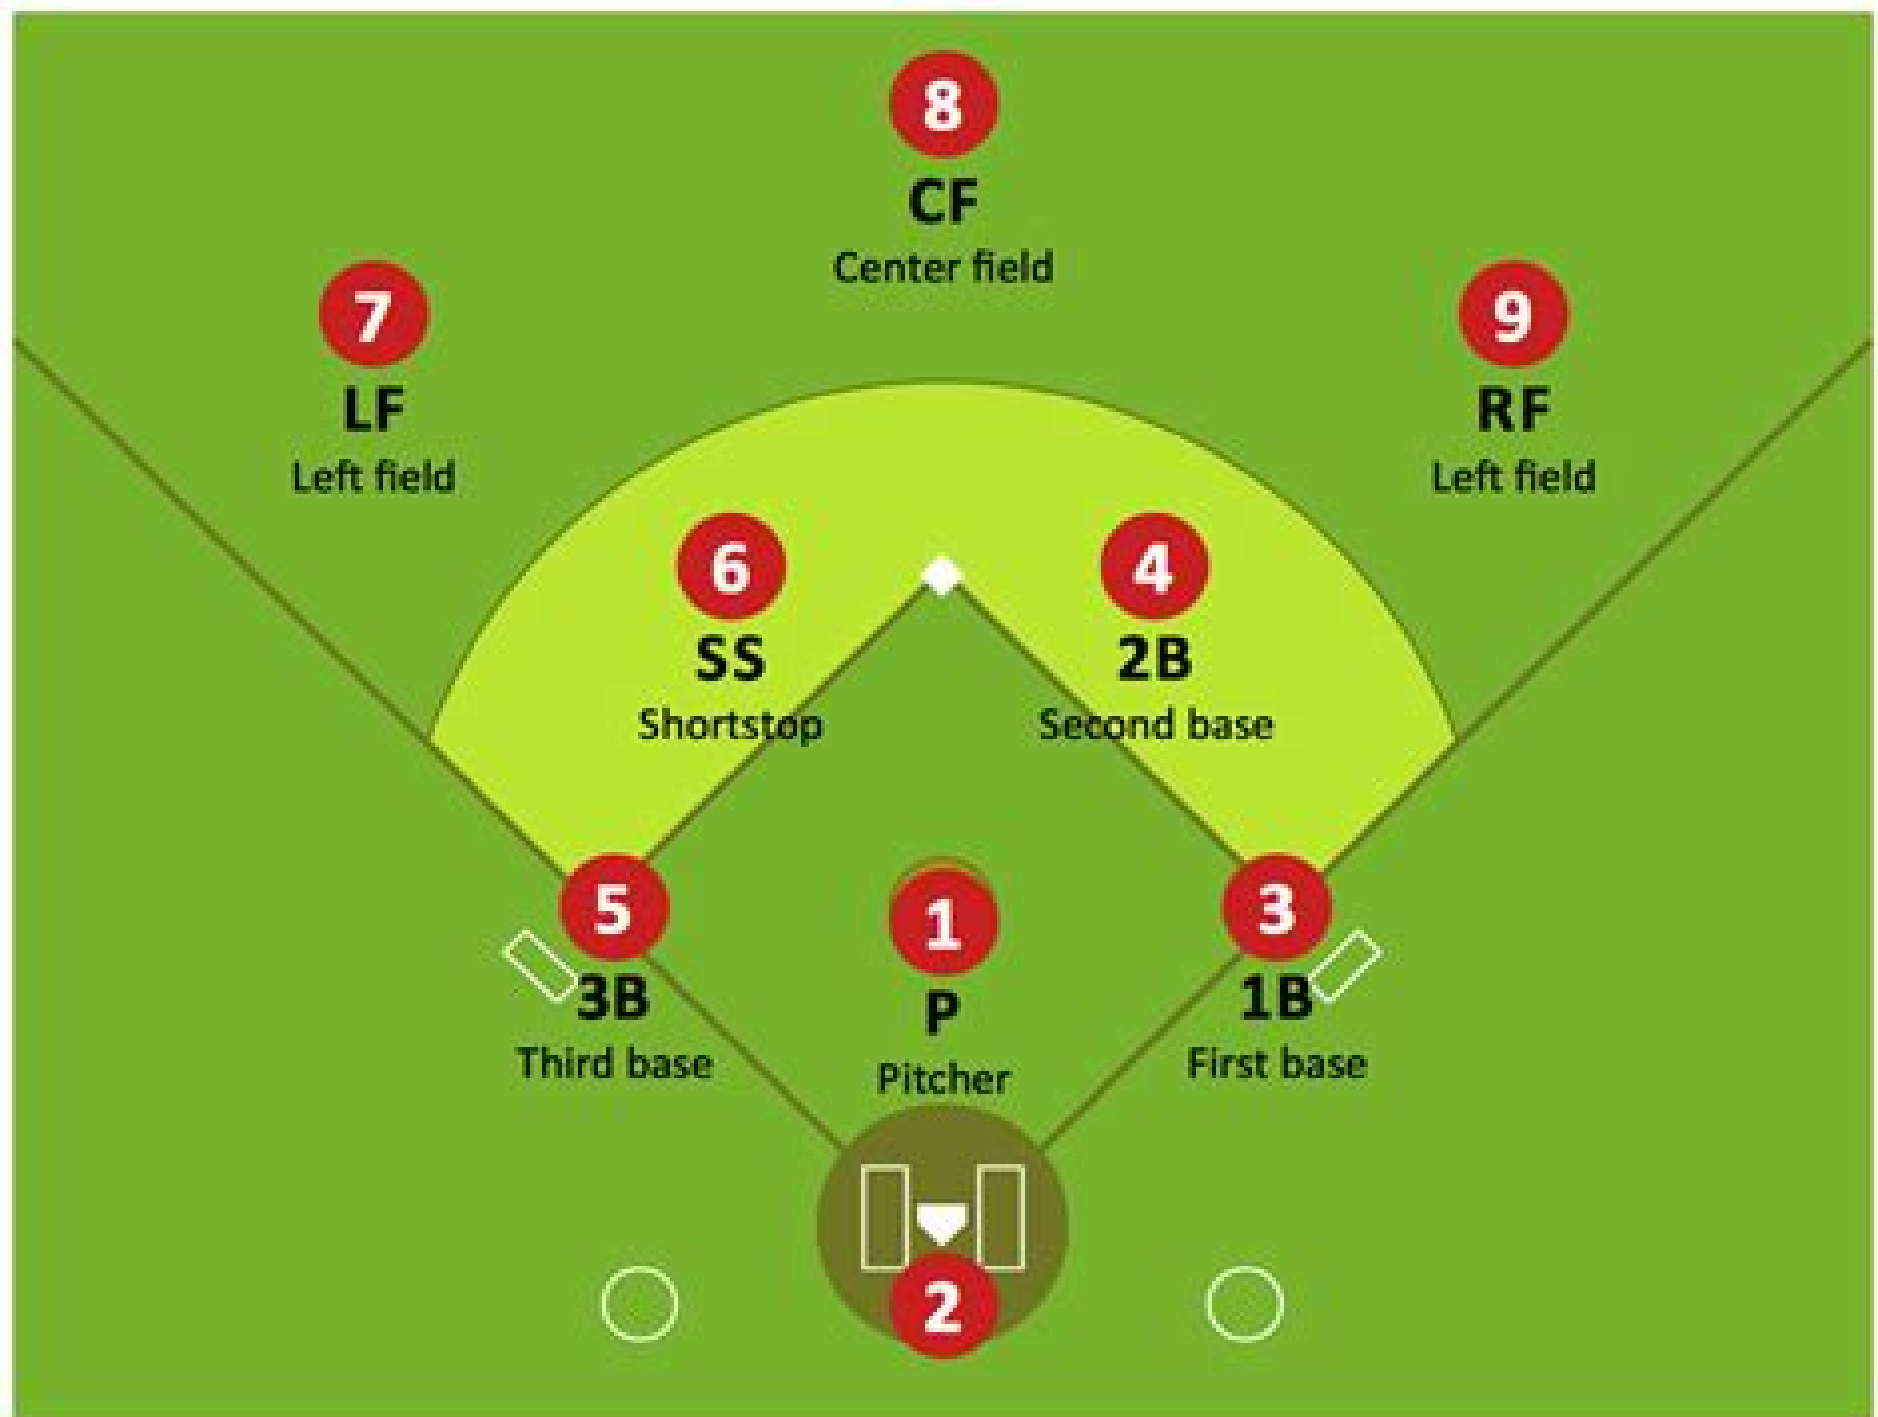 8
CF
Center field
7
LF
Left field
9
RF
Left field
6
SS
Shortstop
4
2B
Second base
5
3B
Third base
1
P
Pitcher
3
1B
First base
2